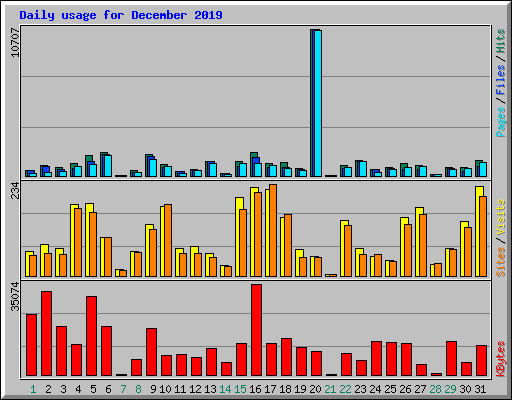 Daily usage for December 2019
10707
234
35074
Pages / Files / Hits
Sites / Visits
KBytes
1 2 3 4 5 6 7 8 9 10 11 12 13 14 15 16 17 18 19 20 21 22 23 24 25 26 27 28 29 30 31